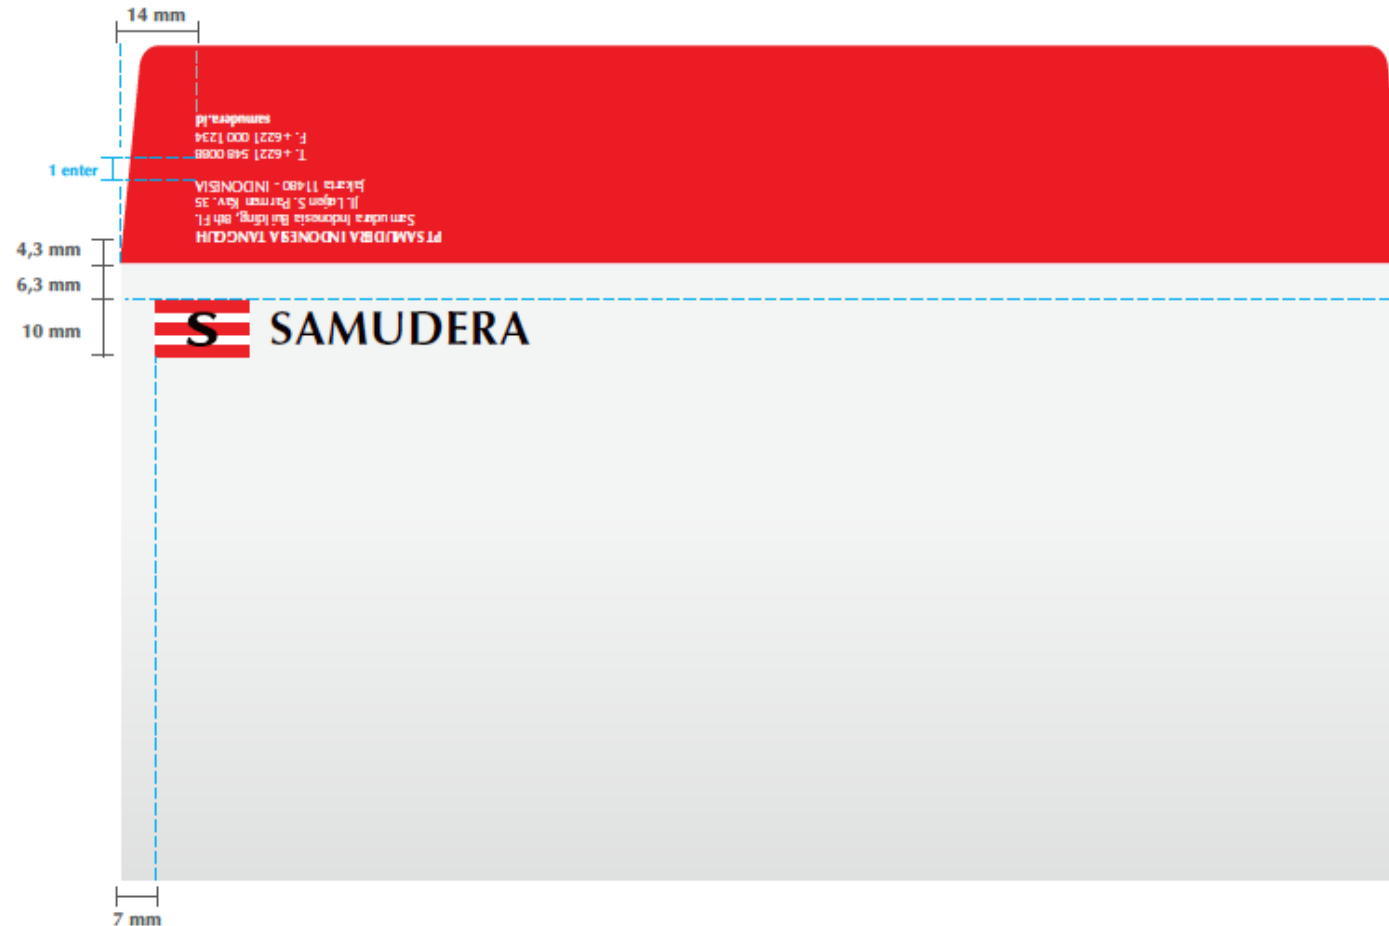 14 mm
samudera.id
F. +6221 000 1234
T. +6221 548 0088
1 enter
Jakarta 11480 - INDONESIA
Jl. Letjen S. Parman Kav. 35
Samudera Indonesia Building, 8th Fl.
PT SAMUDERA INDONESIA TANGGUH
4,3 mm
6,3 mm
10 mm
S SAMUDERA
7 mm